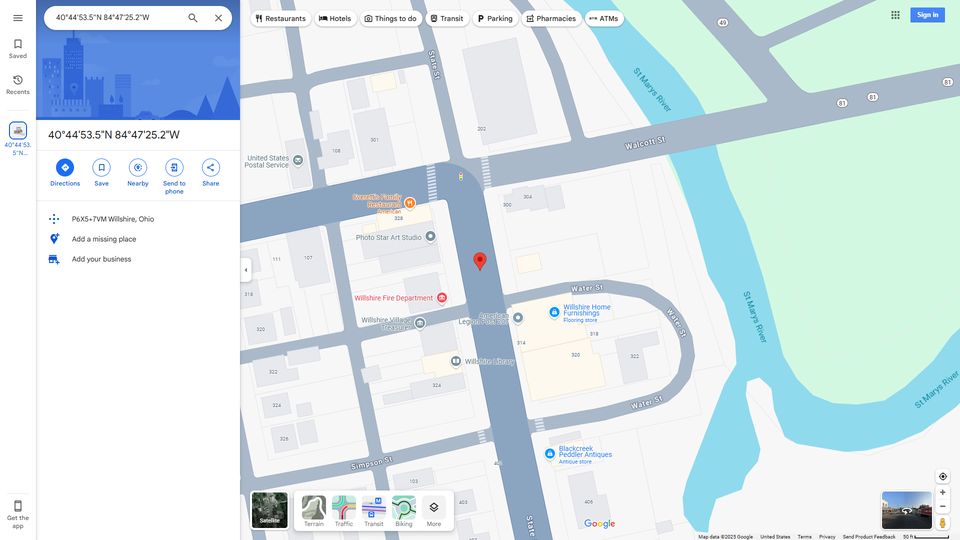 40°44'53.5"N 84°47'25.2"W
Restaurants
Hotels
Things to do
Transit
Parking
Pharmacies
ATMs
Sign in
Saved
Recents
40°44'53.
5"N...
Get the
app
40°44'53.5"N 84°47'25.2"W
Directions
Save
Nearby
Send to
phone
Share
P6X5+7VM Willshire, Ohio
Add a missing place
Add your business
State St
49
81
81
81
St Marys River
Walcott St
202
301
108
United States
Postal Service
Everett's Family
Restaurant
American
328
300
304
Photo Star Art Studio
111
107
318
Willshire Fire Department
Water St
Willshire Village
Treasurer
American
Legion Post
Willshire Home
Furnishings
Flooring store
Water St
St Marys River
320
314
318
320
322
Willshire Library
322
324
324
326
Water St
St Marys River
Simpson St
Blackcreek
Peddler Antiques
Antique store
103
406
State
Satellite
Terrain
Traffic
Transit
Biking
More
Google
Map data ©2025 Google
United States
Terms
Privacy
Send Product Feedback
50 ft